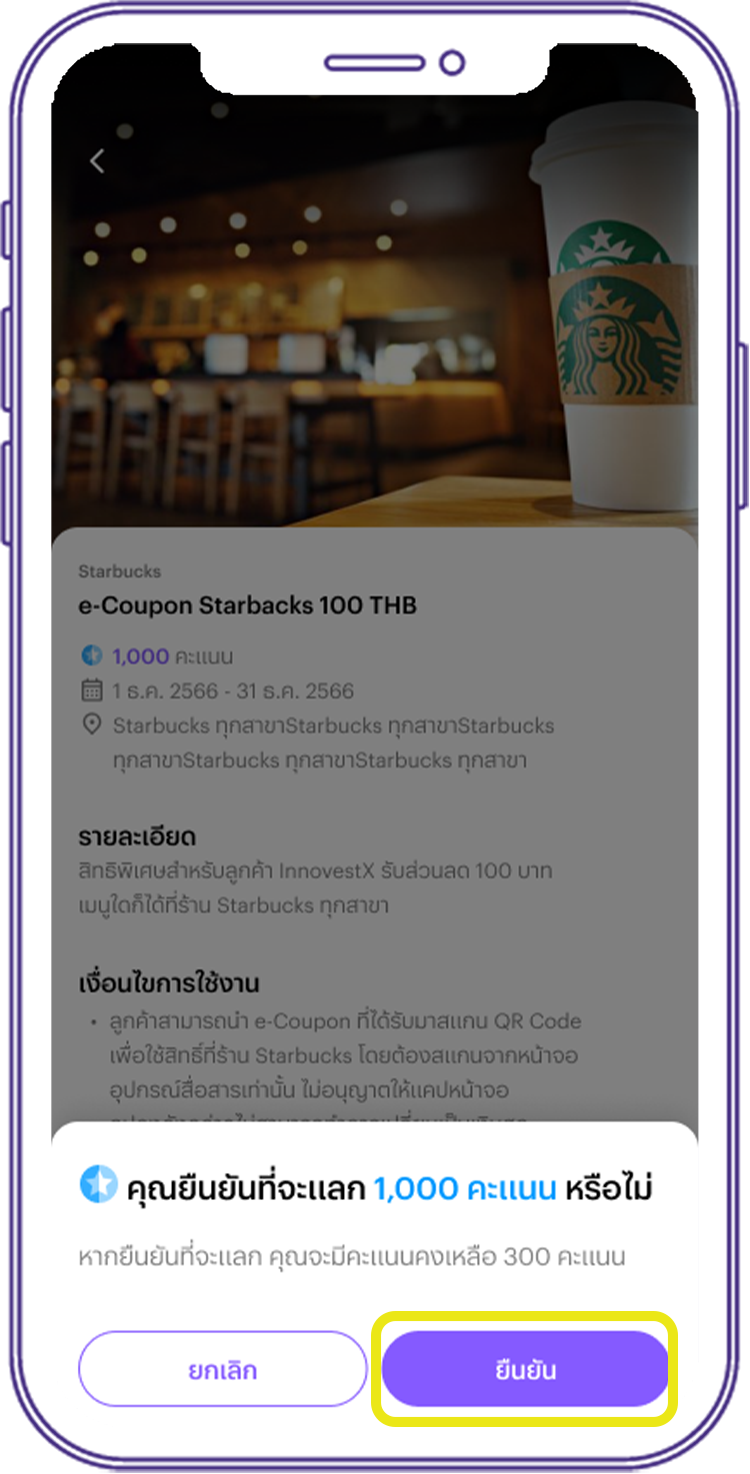 Starbucks
e-Coupon Starbacks 100 THB
1,000 คะแนน
1 ธ.ค. 2566 - 31 ธ.ค. 2566
Starbucks ทุกสาขาStarbucks ทุกสาขาStarbucks
ทุกสาขาStarbucks ทุกสาขาStarbucks ทุกสาขา
รายละเอียด
สิทธิพิเศษสำหรับลูกค้า InnovestX รับส่วนลด 100 บาท
เมนูใดก็ได้ที่ร้าน Starbucks ทุกสาขา
เงื่อนไขการใช้งาน
• ลูกค้าสามารถนำ e-Coupon ที่ได้รับมาสแกน QR Code
เพื่อใช้สิทธิ์ที่ร้าน Starbucks โดยต้องสแกนจากหน้าจอ
อุปกรณ์สื่อสารเท่านั้น ไม่อนุญาตให้แคปหน้าจอ
คุณยืนยันที่จะแลก 1,000 คะแนน หรือไม่
หากยืนยันที่จะแลก คุณจะมีคะแนนคงเหลือ 300 คะแนน
ยกเลิก
ยืนยัน